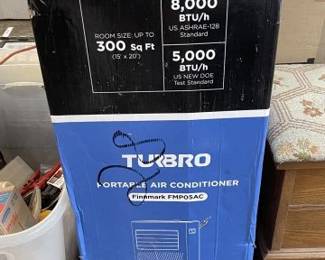 8,000
BTU/h
US ASHRAE-128
Standard
ROOM SIZE: UP TO
300 Sq Ft
(15' x 20')
5,000
BTU/h
US NEW DOE
Test Standard
TURBRO
PORTABLE AIR CONDITIONER
Finnmark FMP05AC